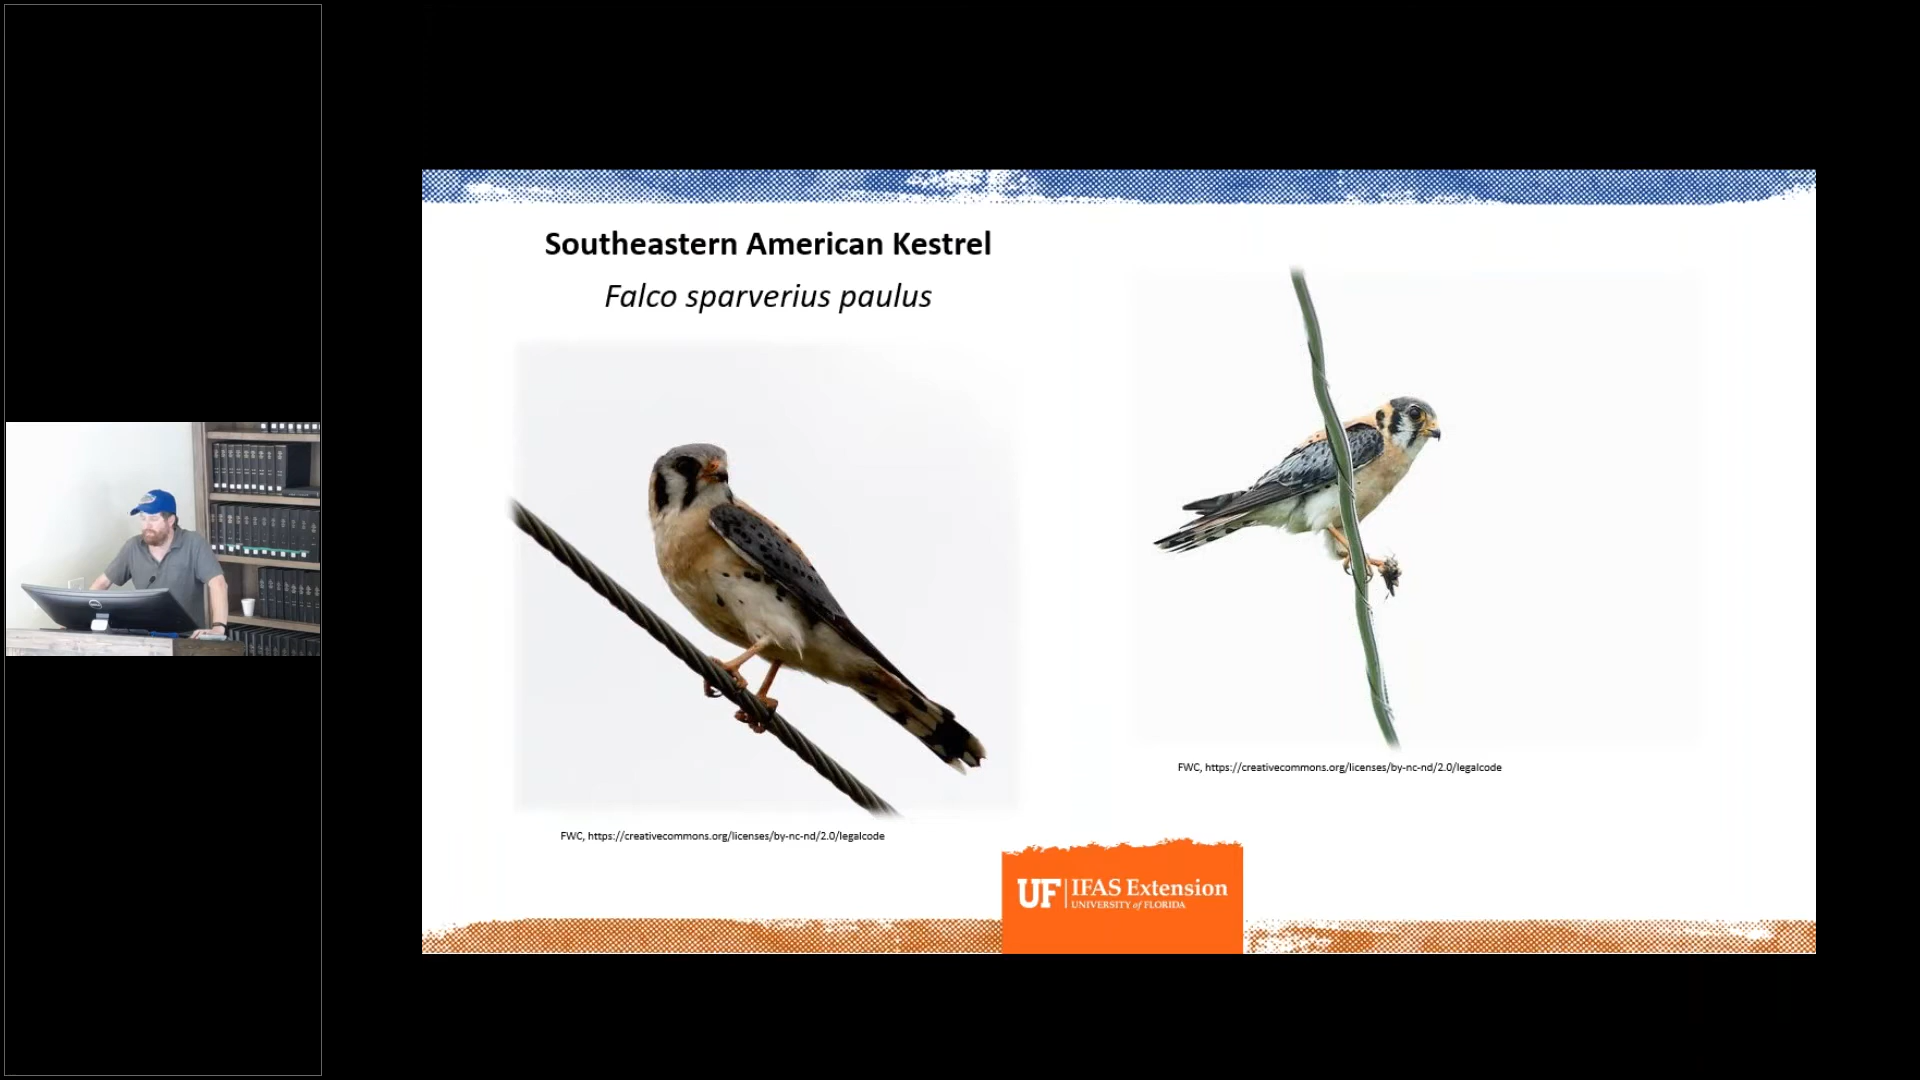 Southeastern American Kestrel
Falco sparverius paulus
FWC, https://creativecommons.org/licenses/by-nc-nd/2.0/legalcode
FWC, https://creativecommons.org/licenses/by-nc-nd/2.0/legalcode
UF IFAS Extension
UNIVERSITY of FLORIDA